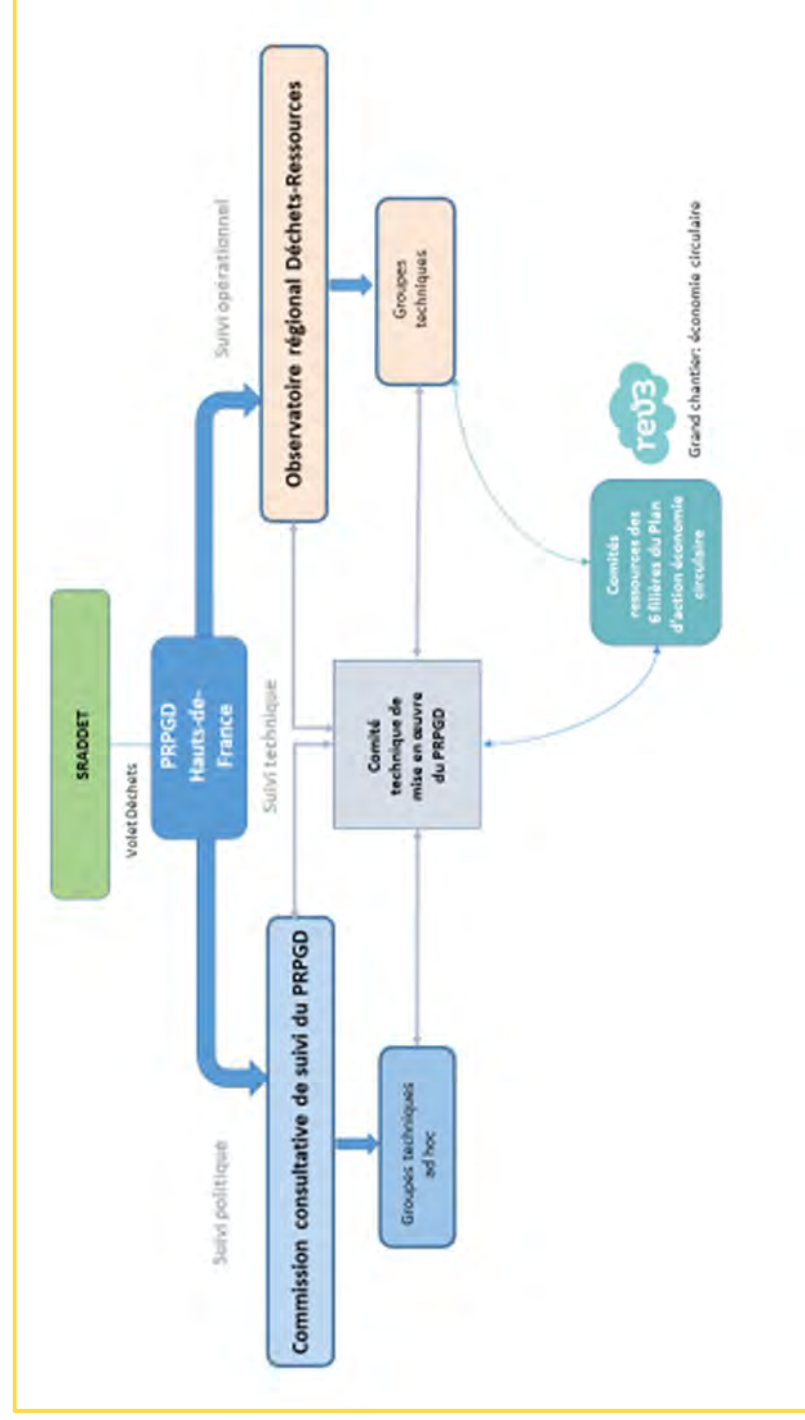 SRADDET
Volet Déchets
PRPGD
Hauts-de-
France
Suivi politique
Suivi technique
Suivi opérationnel
Commission consultative de suivi du PRPGD
Observatoire régional Déchets-Ressources
Comité
technique de
mise en œuvre
du PRPGD
Groupes techniques
ad hoc
Groupes
techniques
Comités
ressources des
6 filières du Plan
d'action économie
circulaire
rev3
Grand chantier: économie circulaire